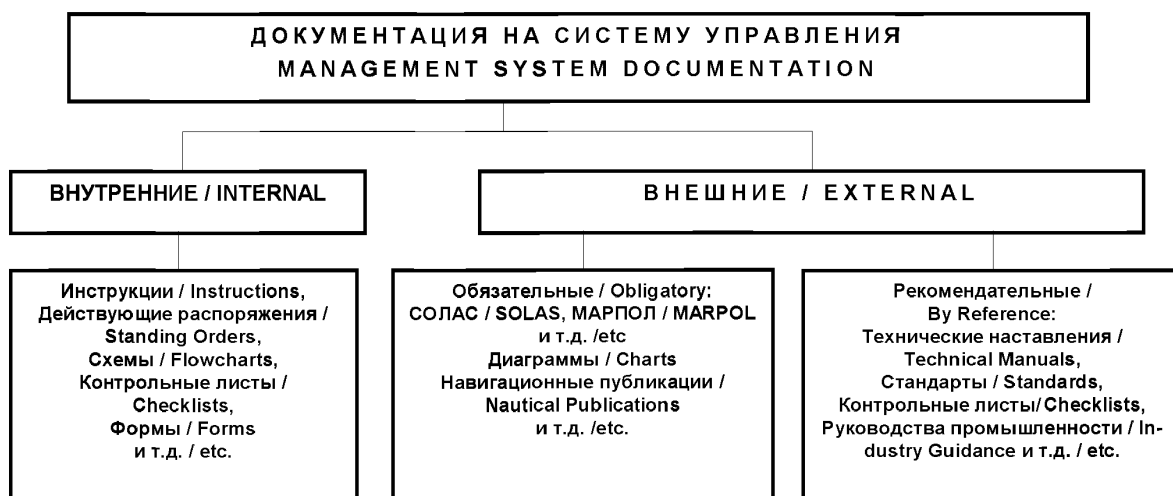 ДОКУМЕНТАЦИЯ НА СИСТЕМУ УПРАВЛЕНИЯ
MANAGEMENT SYSTEM DOCUMENTATION
ВНУТРЕННИЕ / INTERNAL
ВНЕШНИЕ / EXTERNAL
Инструкции / Instructions,
Действующие распоряжения /
Standing Orders,
Схемы / Flowcharts,
Контрольные листы /
Checklists,
Формы / Forms
и т.д. / etc.
Обязательные / Obligatory:
СОЛАС / SOLAS, МАРПОЛ / MARPOL
и т.д. /etc
Диаграммы / Charts
Навигационные публикации /
Nautical Publications
и т.д. /etc.
Рекомендательные /
By Reference:
Технические наставления /
Technical Manuals,
Стандарты / Standards,
Контрольные листы/ Checklists,
Руководства промышленности / In-
dustry Guidance и т.д. / etc.